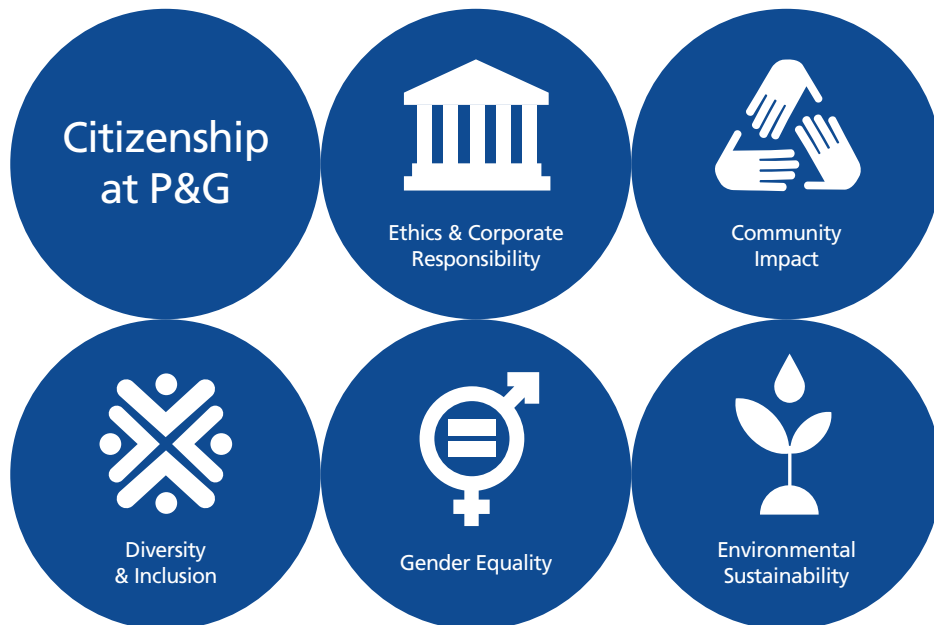 Citizenship
at P&G
Ethics & Corporate
Responsibility
Community
Impact
Diversity
& Inclusion
Gender Equality
Environmental
Sustainability